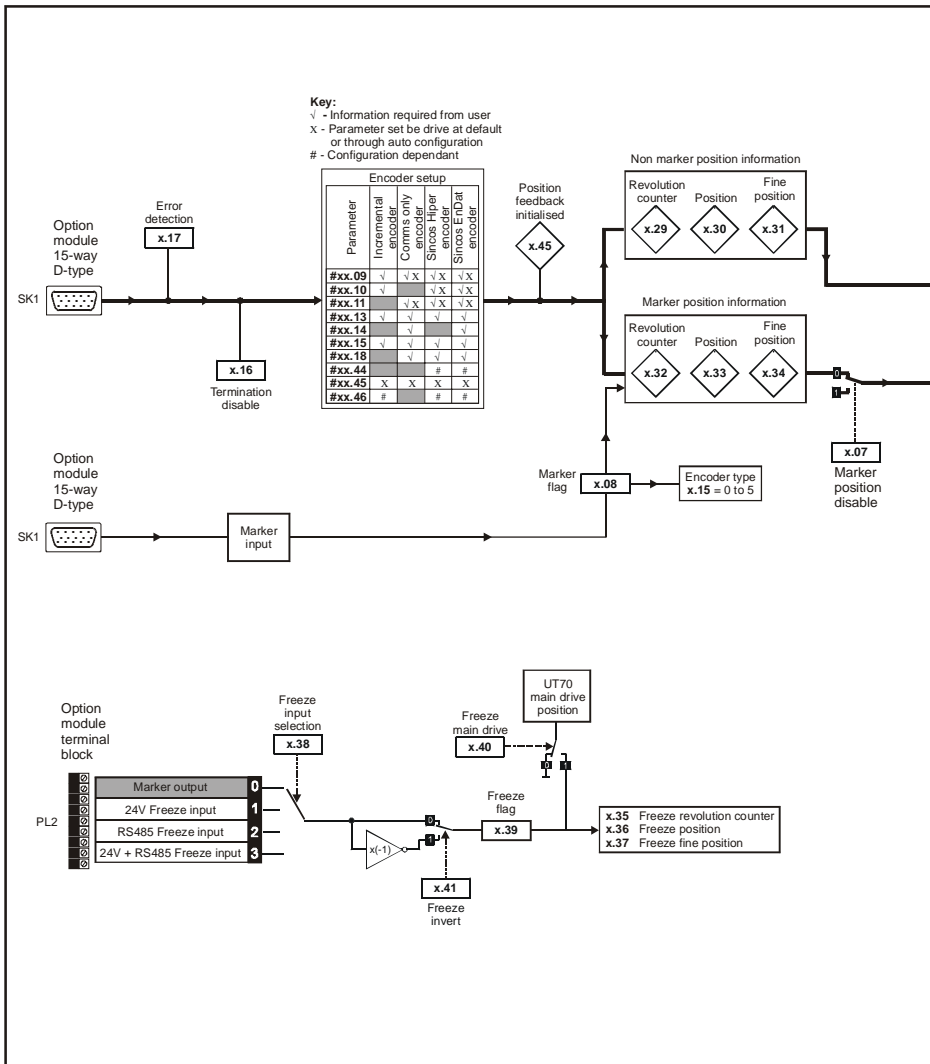 Key:
√ - Information required from user
X - Parameter set be drive at default
or through auto configuration
# - Configuration dependant
Encoder setup
Parameter
Incremental
encoder
Comms only
encoder
Sincos Hiper
encoder
Sincos EnDat
encoder
#xx.09 √ √ X √ X √ X
#xx.10 √ √ X √ X
#xx.11 √ X √ X √ X
#xx.13 √ √ √ √
#xx.14 √ √
#xx.15 √ √ √ √
#xx.18 √ √ √
#xx.44 # #
#xx.45 X X X X
#xx.46 # # #
Option
module
15-way
D-type
SK1
Error
detection
x.17
x.16
Termination
disable
Position
feedback
initialised
x.45
Non marker position information
Revolution
counter
Position
Fine
position
x.29
x.30
x.31
Marker position information
Revolution
counter
Position
Fine
position
x.32
x.33
x.34
0
1
x.07
Marker
position
disable
Option
module
15-way
D-type
SK1
Marker
input
Marker
flag
x.08
Encoder type
x.15 = 0 to 5
Option
module
terminal
block
PL2
Marker output 0
24V Freeze input 1
RS485 Freeze input 2
24V + RS485 Freeze input 3
Freeze
input
selection
x.38
x(-1)
0
1
x.41
Freeze
invert
Freeze
flag
x.39
Freeze
main drive
x.40
UT70
main drive
position
0
1
x.35 Freeze revolution counter
x.36 Freeze position
x.37 Freeze fine position